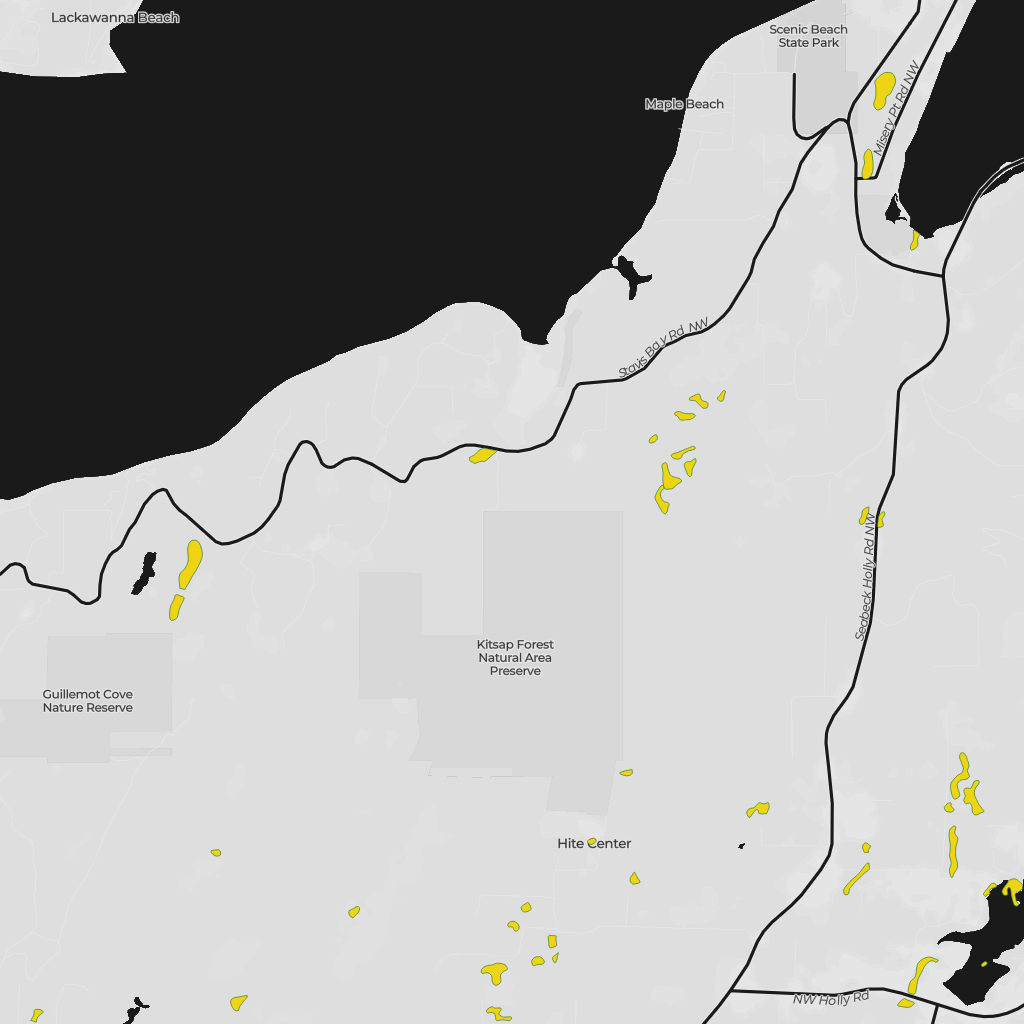 Lackawanna Beach
Scenic Beach
State Park
Maple Beach
Misery Pt Rd NW
Stavis Bay Rd NW
Seabeck Holly Rd NW
Kitsap Forest
Natural Area
Preserve
Guillemot Cove
Nature Reserve
Hite Center
NW Holly Rd